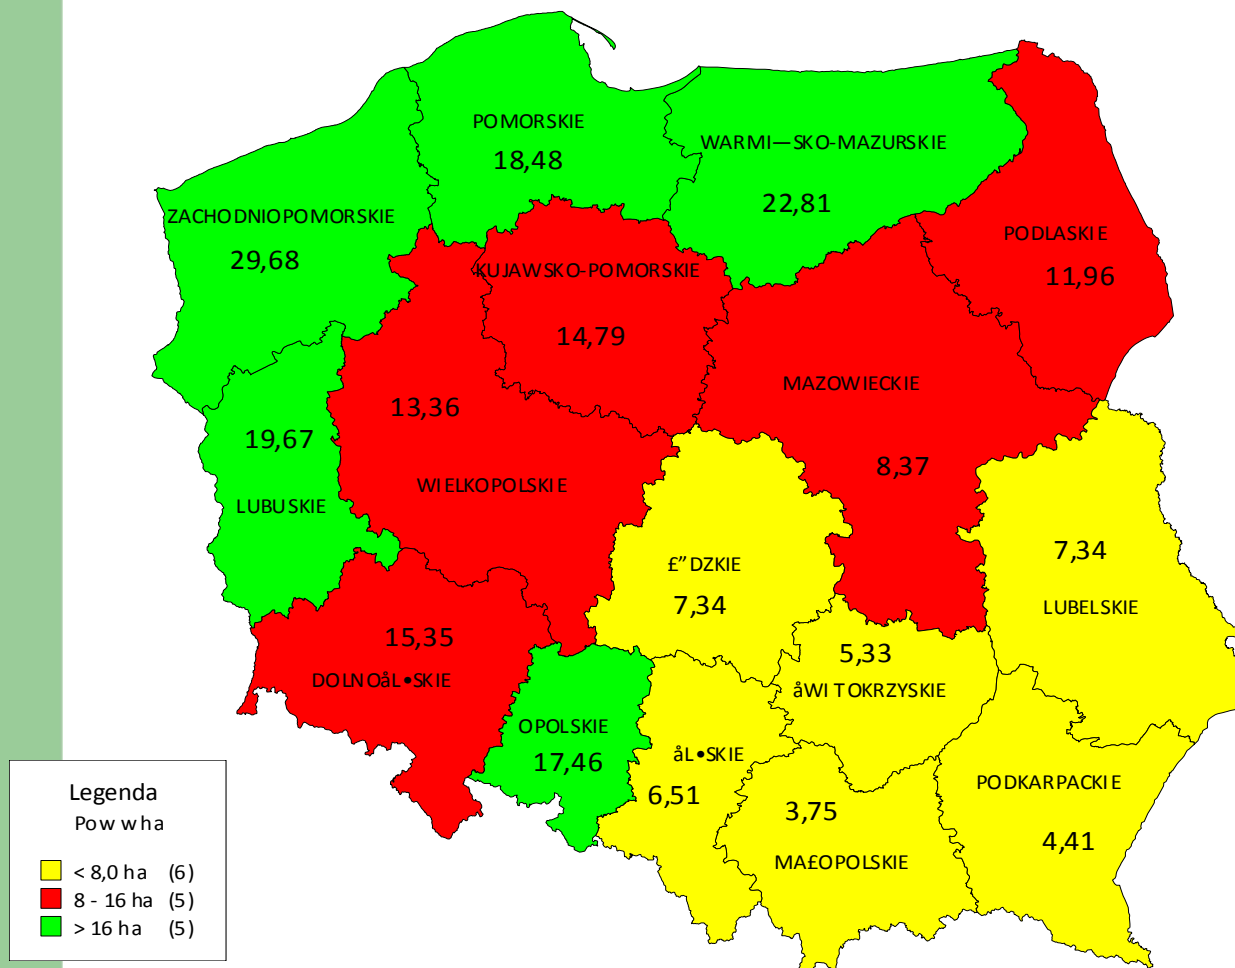 POMORSKIE
18,48
WARMI—SKO-MAZURSKIE
22,81
ZACHODNIOPOMORSKIE
29,68
PODLASKIE
11,96
KUJAWSKO-POMORSKIE
14,79
MAZOWIECKIE
8,37
13,36
WIELKOPOLSKIE
19,67
LUBUSKIE
£”DZKIE
7,34
7,34
LUBELSKIE
15,35
DOLNOåL•SKIE
5,33
åWI TOKRZYSKIE
OPOLSKIE
17,46
åL•SKIE
6,51
3,75
MA£OPOLSKIE
PODKARPACKIE
4,41
Legenda
Pow w ha
< 8,0 ha (6)
8 - 16 ha (5)
> 16 ha (5)